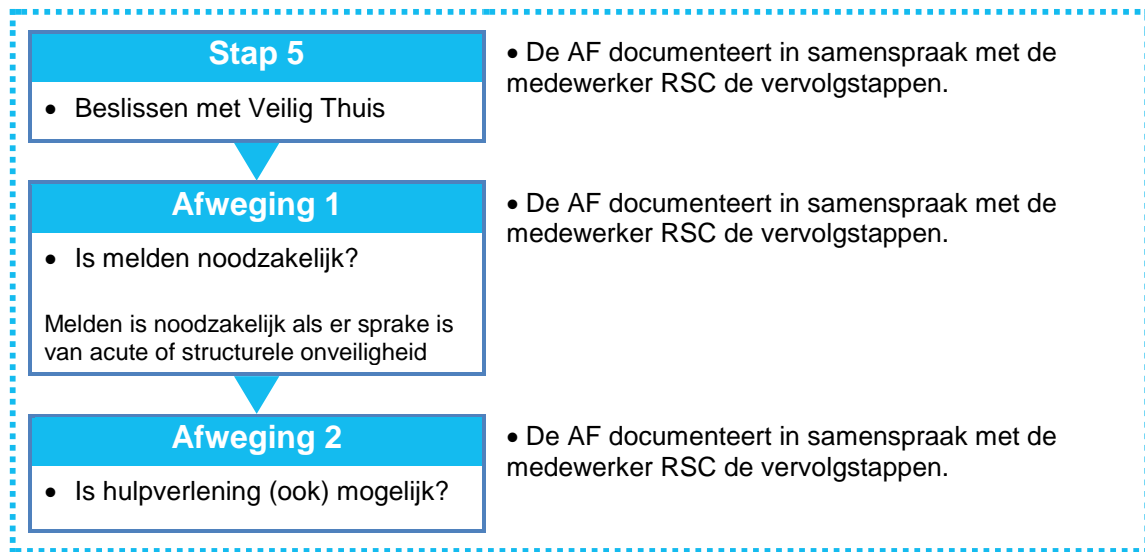 Stap 5
• Beslissen met Veilig Thuis
• De AF documenteert in samenspraak met de
medewerker RSC de vervolgstappen.
Afweging 1
• Is melden noodzakelijk?
Melden is noodzakelijk als er sprake is
van acute of structurele onveiligheid
• De AF documenteert in samenspraak met de
medewerker RSC de vervolgstappen.
Afweging 2
• Is hulpverlening (ook) mogelijk?
• De AF documenteert in samenspraak met de
medewerker RSC de vervolgstappen.